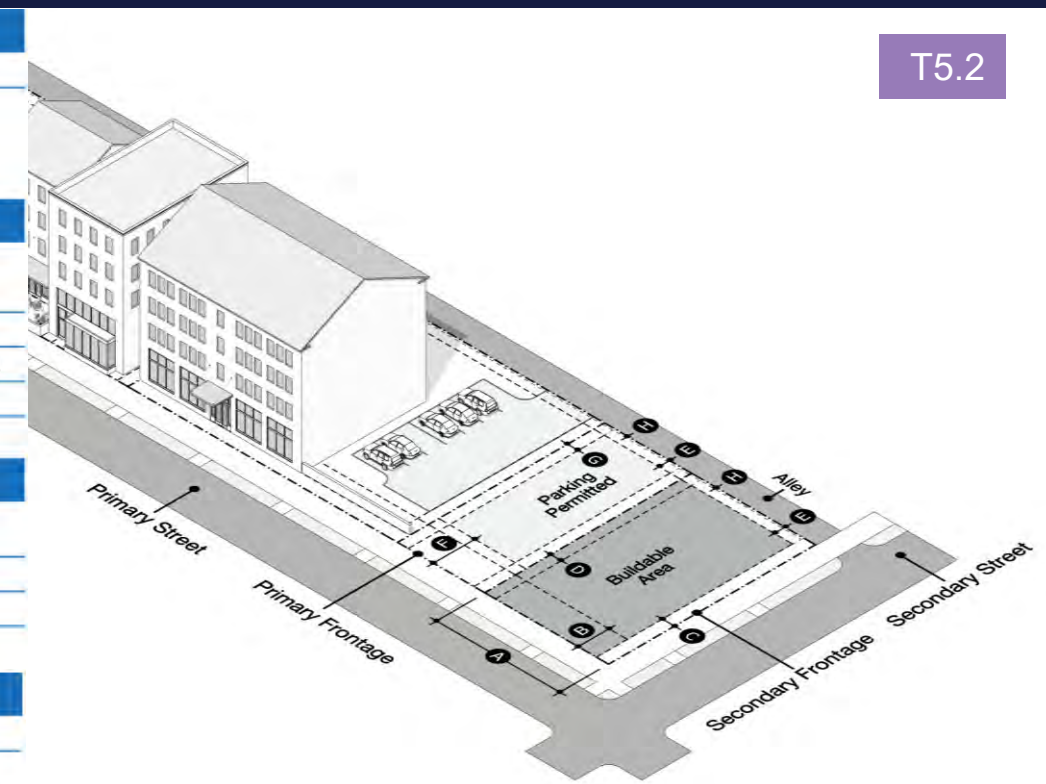 T5.2
H
E
G
H
Alley
Parking
Permitted
E
Primary Street
F
D
Buildable
Area
Secondary Street
Primary Frontage
B
C
A
Secondary Frontage